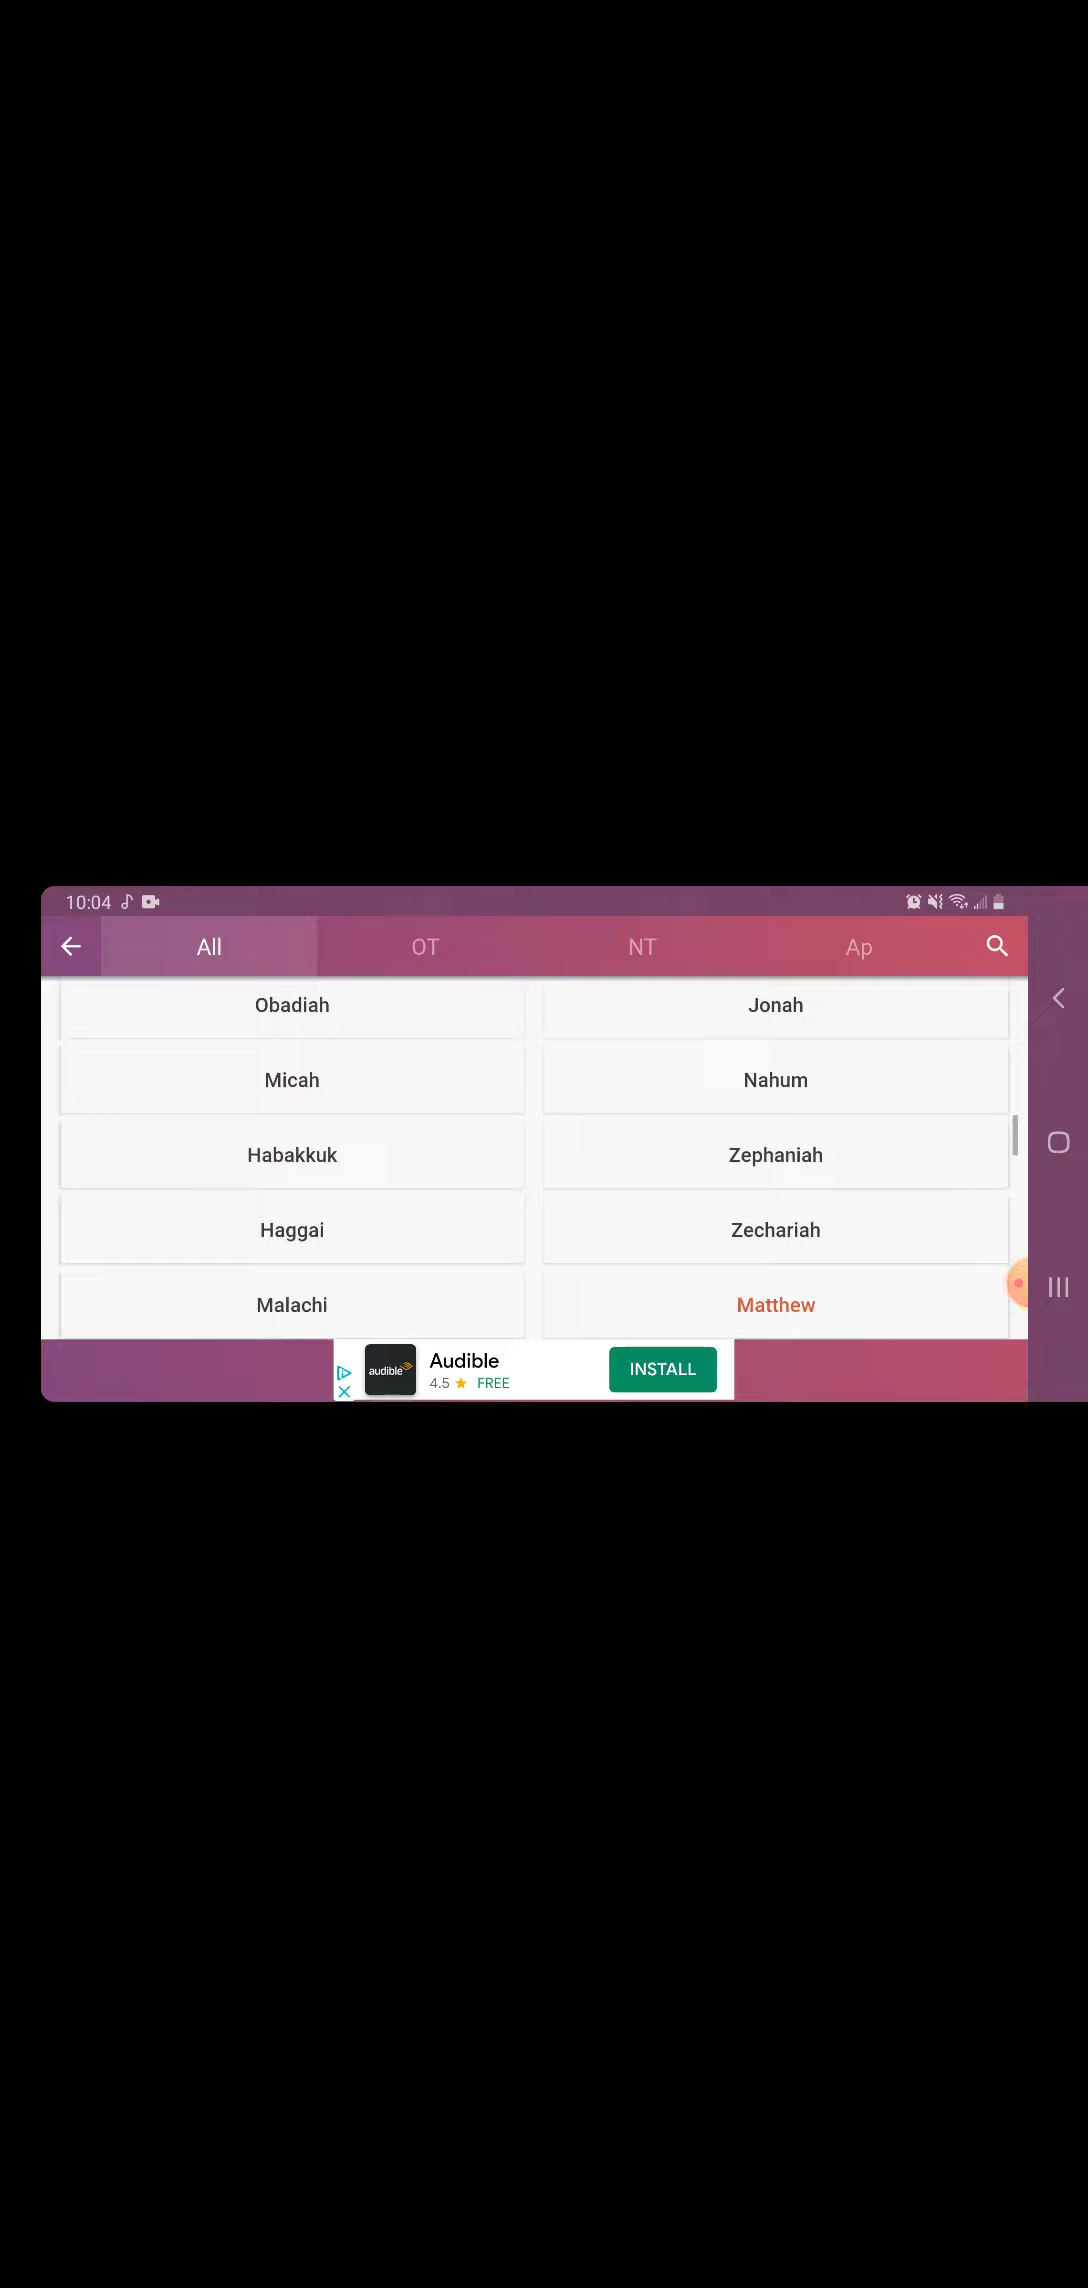 10:04
All OT NT Ap
Obadiah Jonah
Micah Nahum
Habakkuk Zephaniah
Haggai Zechariah
Malachi Matthew
audible Audible INSTALL
4.5 ★ FREE